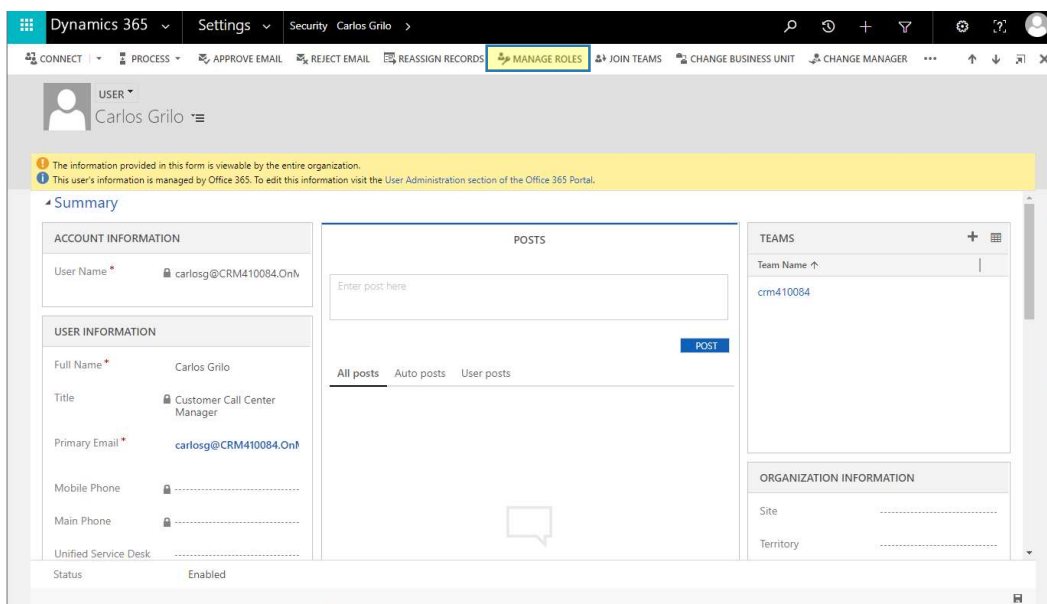 Dynamics 365 Settings Security Carlos Grilo >
CONNECT PROCESS APPROVE EMAIL REJECT EMAIL REASSIGN RECORDS MANAGE ROLES JOIN TEAMS CHANGE BUSINESS UNIT CHANGE MANAGER ...
USER
Carlos Grilo
The information provided in this form is viewable by the entire organization.
This user's information is managed by Office 365. To edit this information visit the User Administration section of the Office 365 Portal.
Summary
ACCOUNT INFORMATION
User Name * carlosg@CRM410084.OnM
USER INFORMATION
Full Name * Carlos Grilo
Title Customer Call Center
Manager
Primary Email * carlosg@CRM410084.OnM
Mobile Phone
Main Phone
Unified Service Desk
POSTS
Enter post here
POST
All posts Auto posts User posts
TEAMS
Team Name
crm410084
ORGANIZATION INFORMATION
Site
Territory
Status Enabled